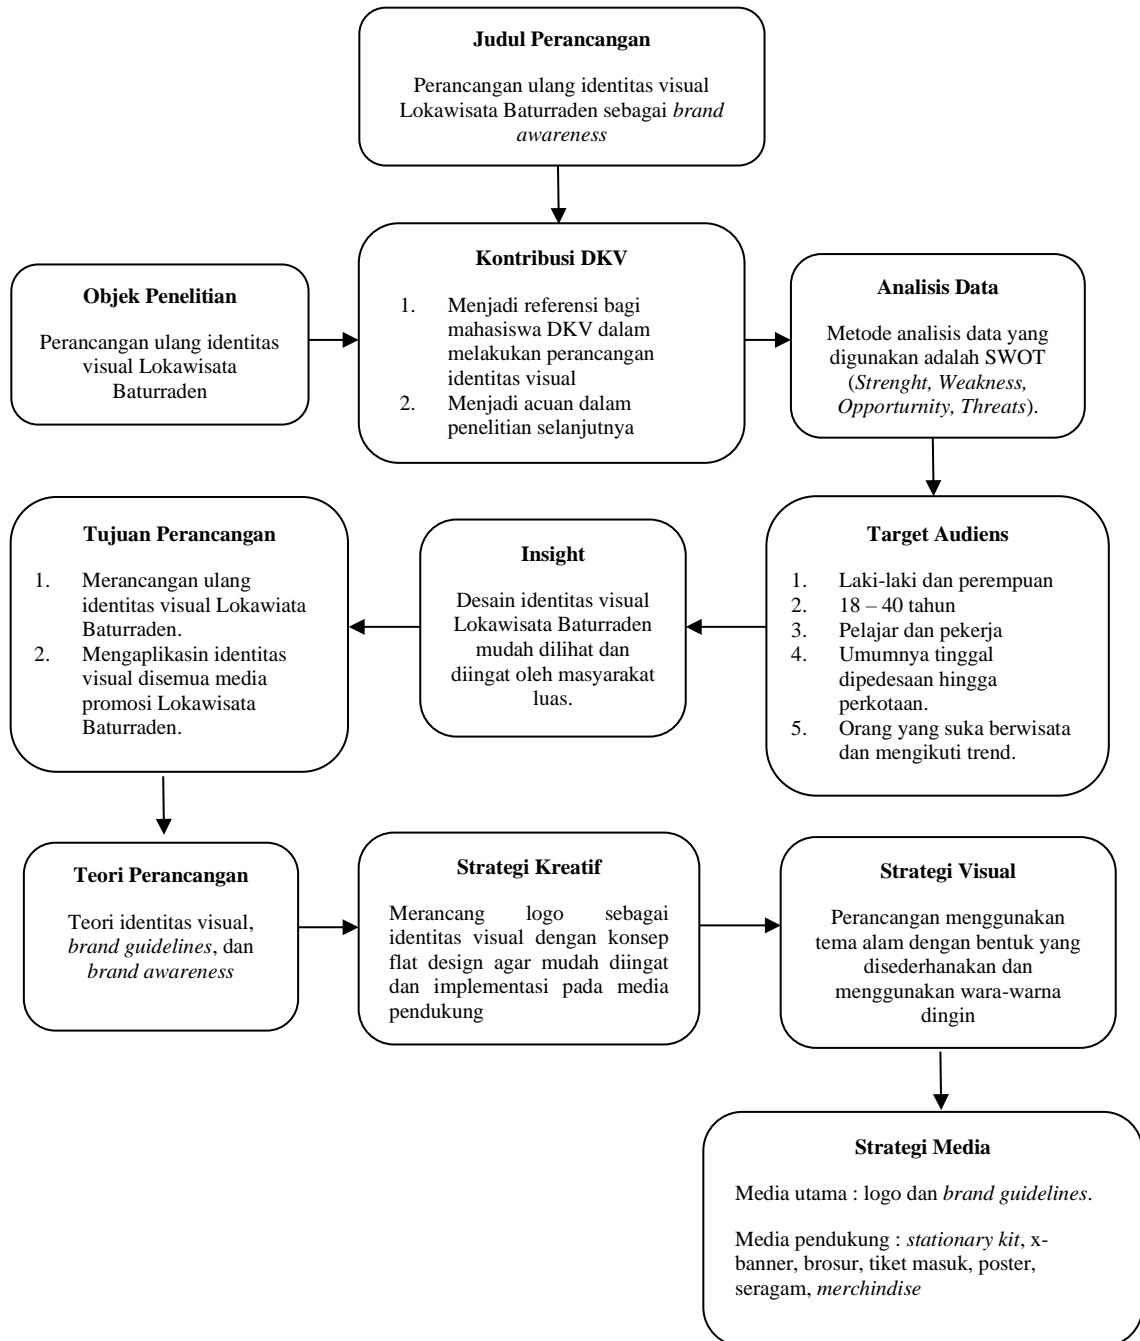 Judul Perancangan
Perancangan ulang identitas visual
Lokawisata Baturraden sebagai brand
awareness
Objek Penelitian
Perancangan ulang identitas
visual Lokawisata
Baturraden
Kontribusi DKV
1. Menjadi referensi bagi
mahasiswa DKV dalam
melakukan perancangan
identitas visual
2. Menjadi acuan dalam
penelitian selanjutnya
Analisis Data
Metode analisis data yang
digunakan adalah SWOT
(Strenght, Weakness,
Opporturnity, Threats).
Target Audiens
1. Laki-laki dan perempuan
2. 18 – 40 tahun
3. Pelajar dan pekerja
4. Umumnya tinggal
dipedesaan hingga
perkotaan.
5. Orang yang suka berwisata
dan mengikuti trend.
Insight
Desain identitas visual
Lokawisata Baturraden
mudah dilihat dan
diingat oleh masyarakat
luas.
Tujuan Perancangan
1. Merancangan ulang
identitas visual Lokawiata
Baturraden.
2. Mengaplikasin identitas
visual disemua media
promosi Lokawisata
Baturraden.
Teori Perancangan
Teori identitas visual,
brand guidelines, dan
brand awareness
Strategi Kreatif
Merancang logo sebagai
identitas visual dengan konsep
flat design agar mudah diingat
dan implementasi pada media
pendukung
Strategi Visual
Perancangan menggunakan
tema alam dengan bentuk yang
disederhanakan dan
menggunakan wara-warna
dingin
Strategi Media
Media utama : logo dan brand guidelines.
Media pendukung : stationary kit, x-
banner, brosur, tiket masuk, poster,
seragam, merchindise